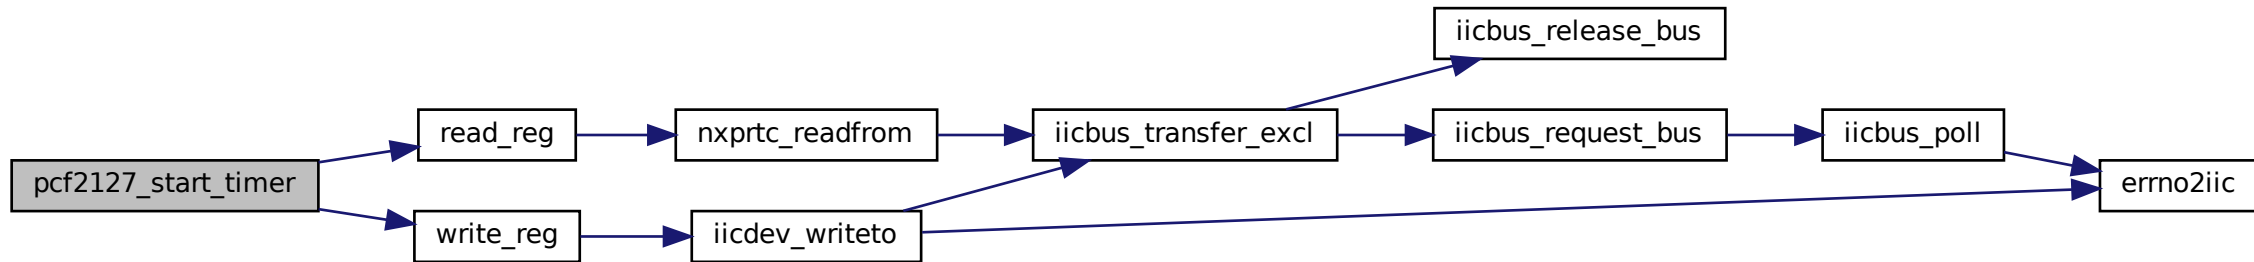 iicbus_release_bus
read_reg
nxprtc_readfrom
iicbus_transfer_excl
iicbus_request_bus
iicbus_poll
pcf2127_start_timer
errno2iic
write_reg
iicdev_writeto